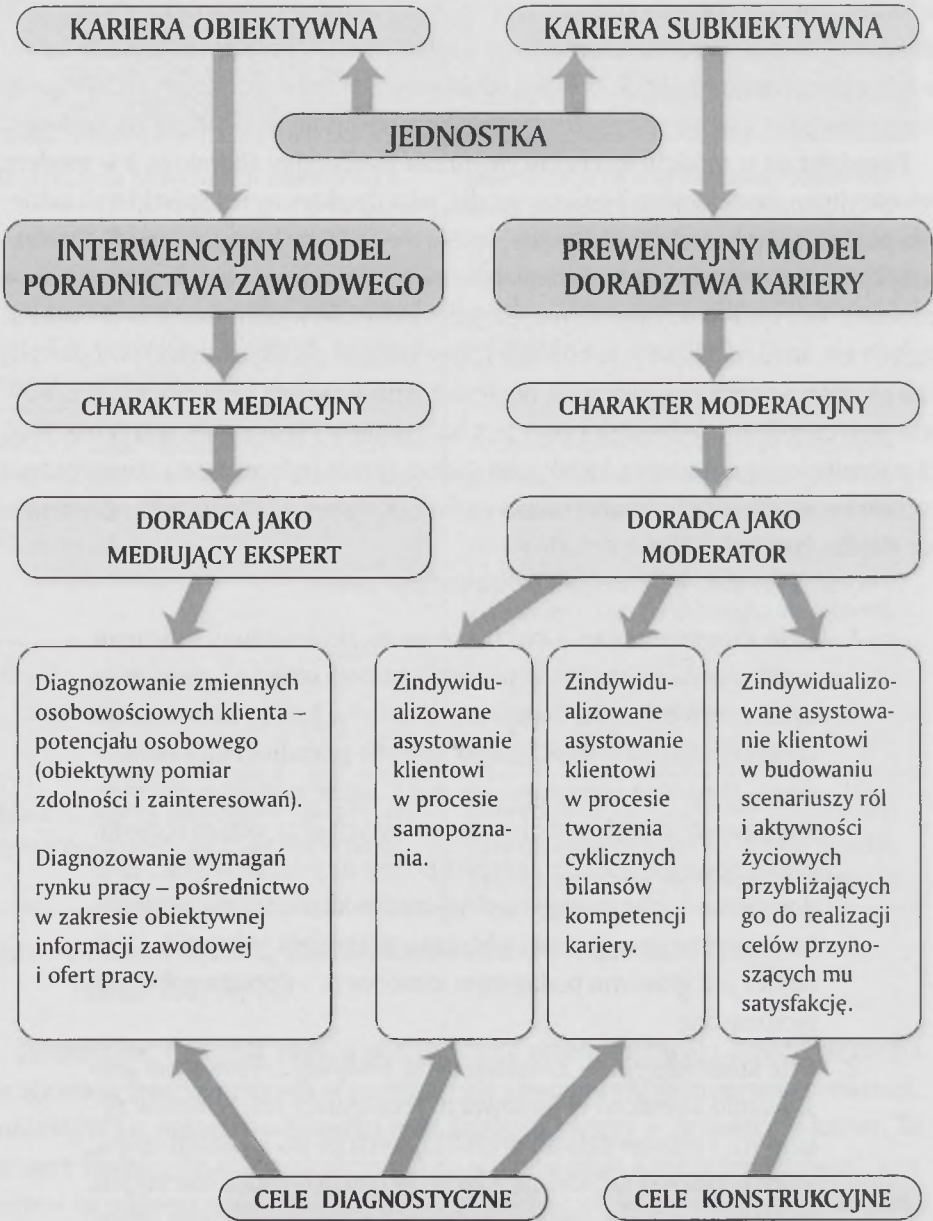 KARIERA OBIEKTYWNA
KARIERA SUBKIEKTYWNA
JEDNOSTKA
INTERWENCYJNY MODEL
PORADNICTWA ZAWODWEGO
PREWENCYJNY MODEL
DORADZTWA KARIERY
CHARAKTER MEDIACYJNY
CHARAKTER MODERACYJNY
DORADCA JAKO
MEDIUJĄCY EKSPERT
DORADCA JAKO
MODERATOR
Diagnozowanie zmiennych
osobowościowych klienta –
potencjału osobowego
(obiektywny pomiar
zdolności i zainteresowań).
Diagnozowanie wymagań
rynku pracy – pośrednictwo
w zakresie obiektywnej
informacji zawodowej
i ofert pracy.
Zindywidu-
alizowane
asystowanie
klientowi
w procesie
samopozna-
nia.
Zindywidu-
alizowane
asystowanie
klientowi
w procesie
tworzenia
cyklicznych
bilansów
kompetencji
kariery.
Zindywidualizo-
wane asystowa-
nie klientowi
w budowaniu
scenariuszy ról
i aktywności
życiowych
przybliżających
go do realizacji
celów przyno-
szących mu
satysfakcję.
CELE DIAGNOSTYCZNE
CELE KONSTRUKCYJNE